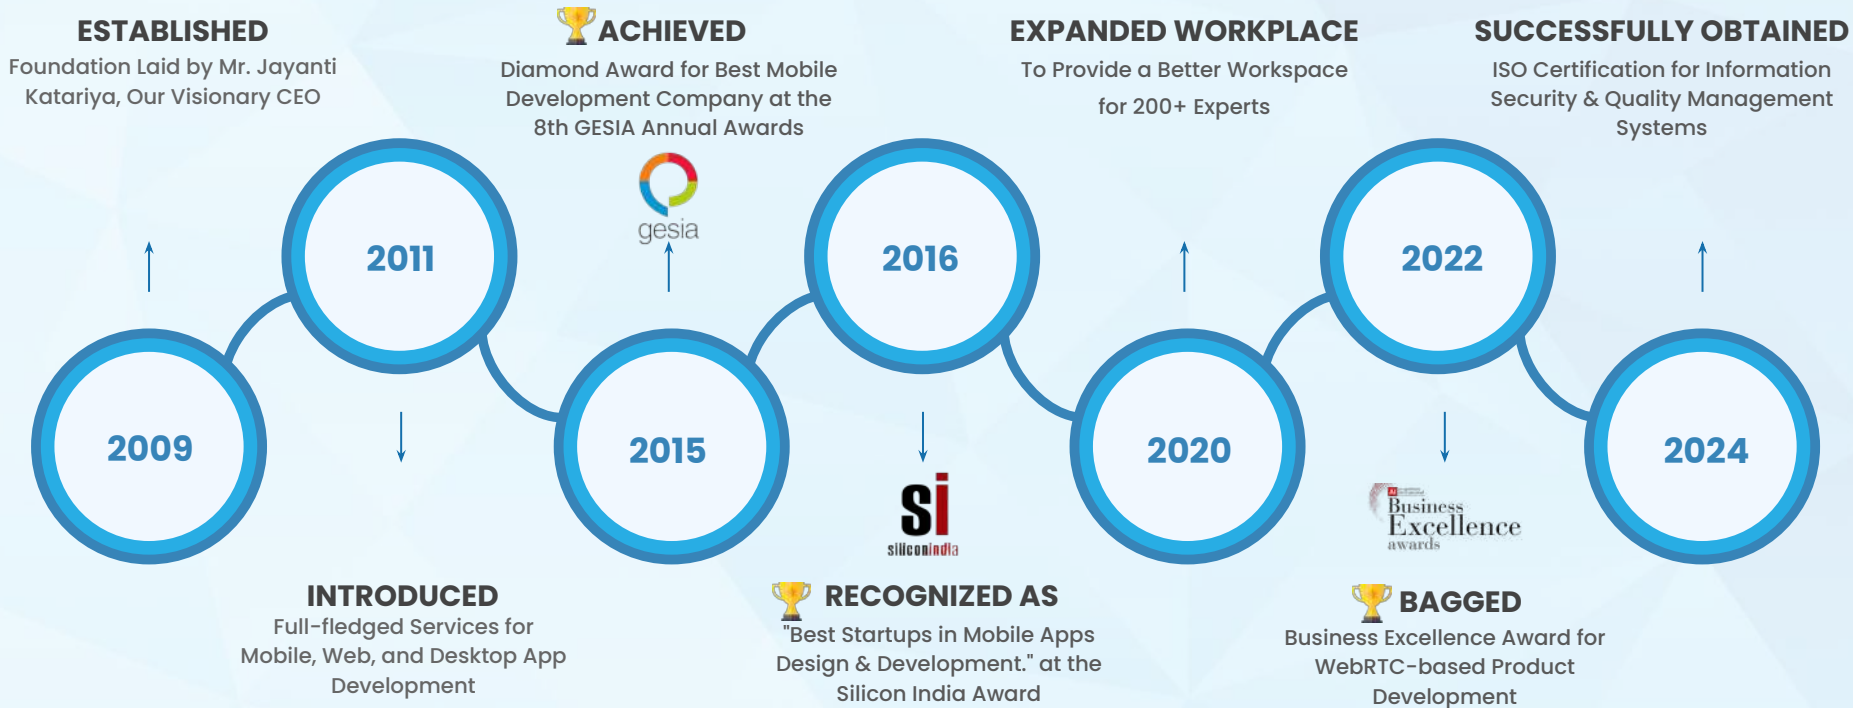 ESTABLISHED
Foundation Laid by Mr. Jayanti
Katariya, Our Visionary CEO
2009
2011
INTRODUCED
Full-fledged Services for
Mobile, Web, and Desktop App
Development
ACHIEVED
Diamond Award for Best Mobile
Development Company at the
8th GESIA Annual Awards
gesia
2015
2016
si
siliconindia
RECOGNIZED AS
"Best Startups in Mobile Apps
Design & Development." at the
Silicon India Award
EXPANDED WORKPLACE
To Provide a Better Workspace
for 200+ Experts
2020
2022
Business
Excellence
awards
BAGGED
Business Excellence Award for
WebRTC-based Product
Development
SUCCESSFULLY OBTAINED
ISO Certification for Information
Security & Quality Management
Systems
2024